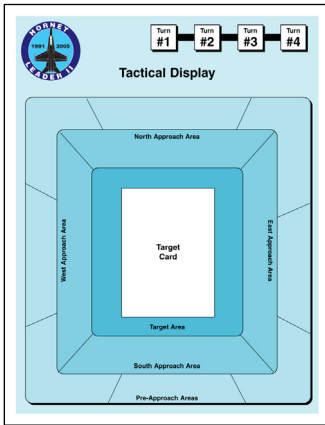 HORNET
1991 2005
LEADER II
Turn
#1
Turn
#2
Turn
#3
Turn
#4
Tactical Display
North Approach Area
West Approach Area
East Approach Area
Target
Card
Target Area
South Approach Area
Pre-Approach Areas